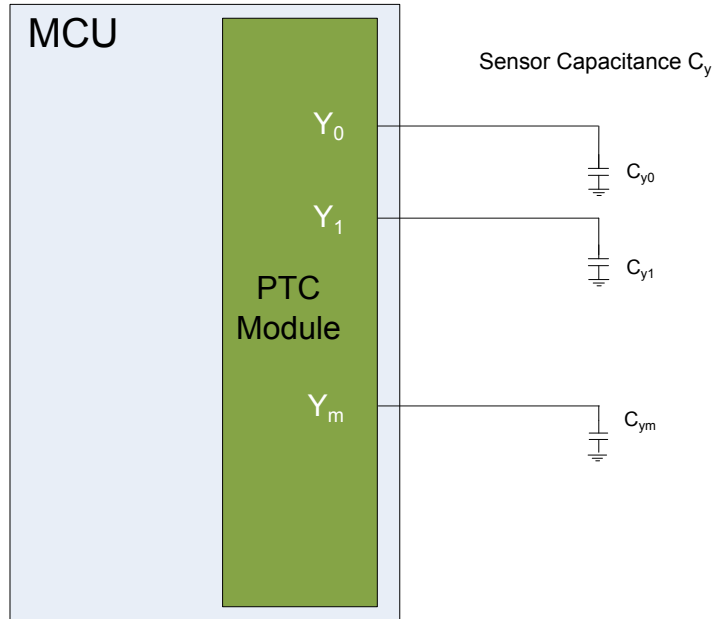 MCU
Sensor Capacitance Cy
Y0
Cy0
Y1
Cy1
PTC
Module
Ym
Cym